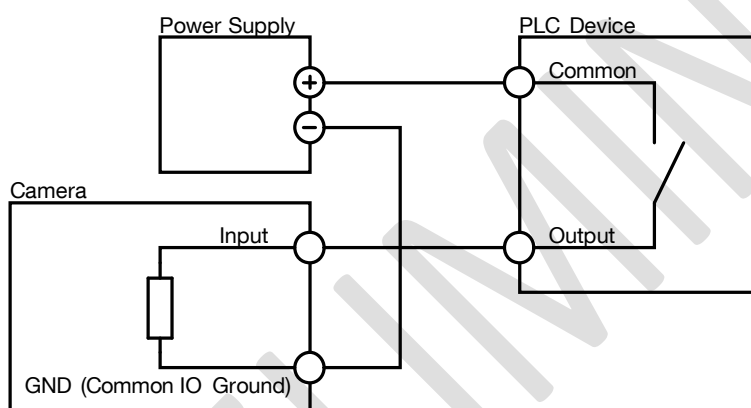 Power Supply
PLC Device
+
Common
−
Camera
Input
Output
GND (Common IO Ground)